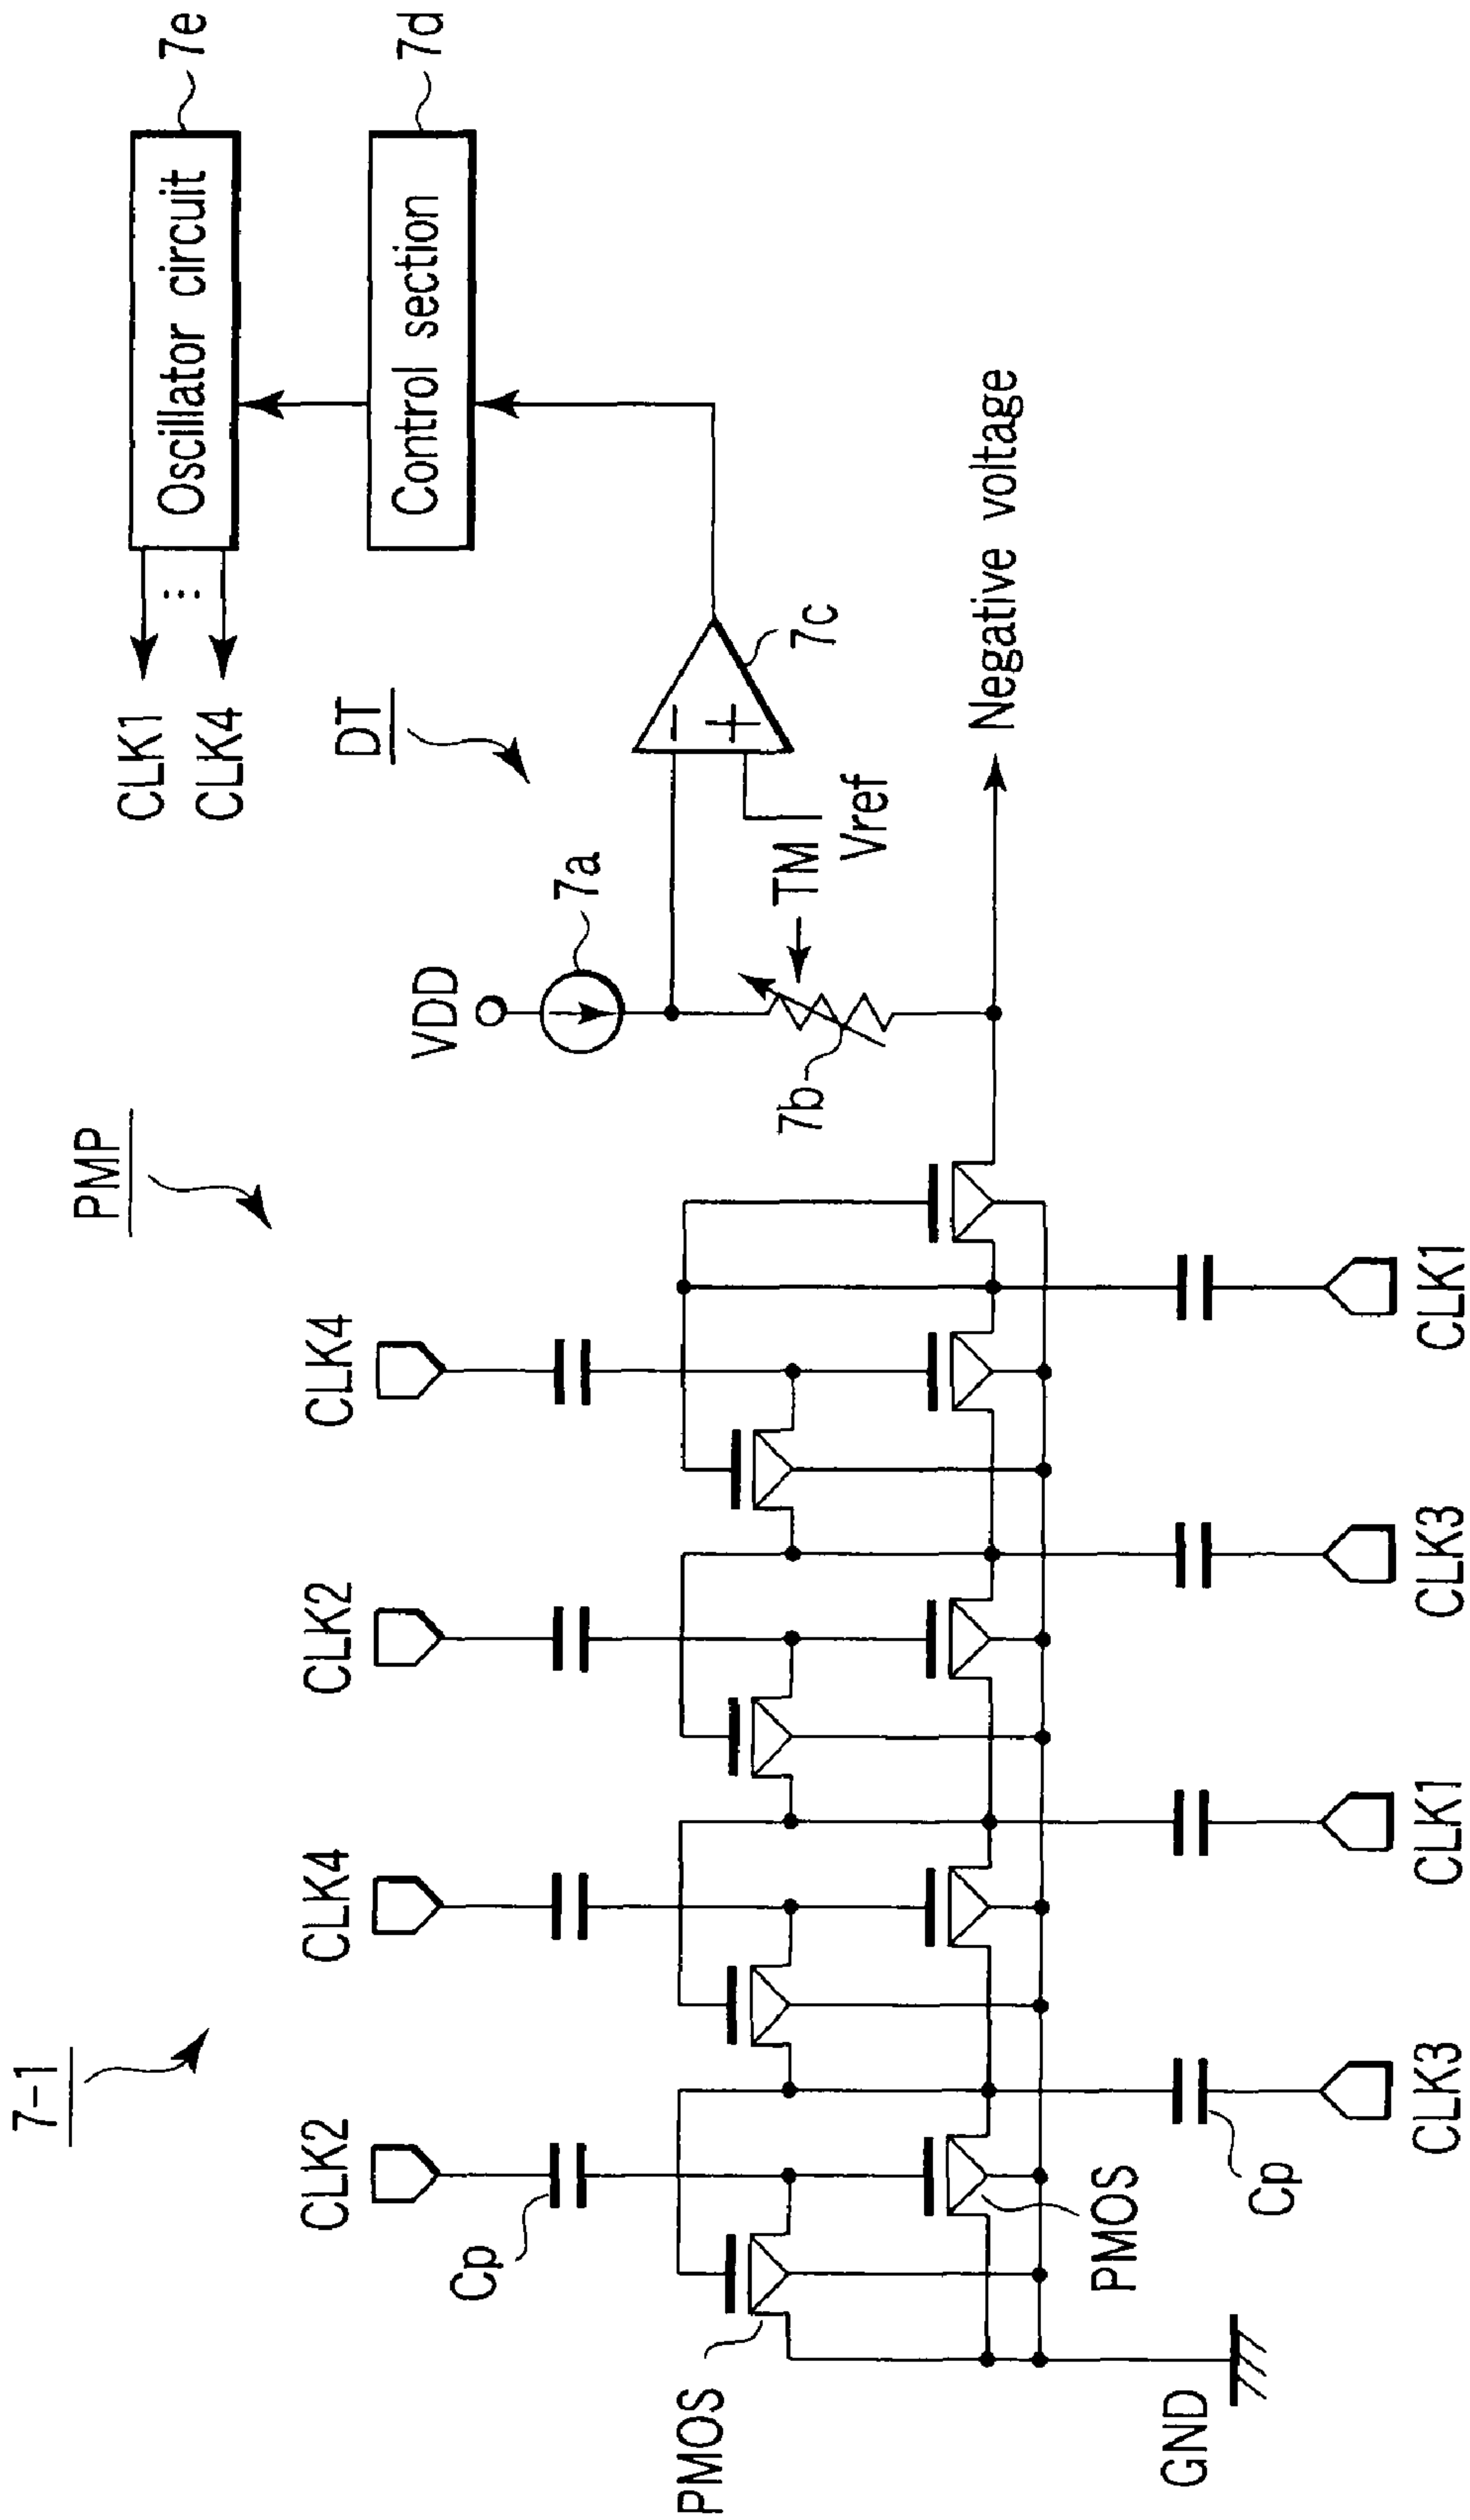 7-1
PMP
CLK1
CLK4
Oscillator circuit
7e
DT
Control section
7d
CLK2
CLK4
CLK2
CLK4
VDD
7a
Cp
7c
7b
TM
Vref
PMOS
Negative voltage
PMOS
GND
Cp
CLK3
CLK1
CLK3
CLK1